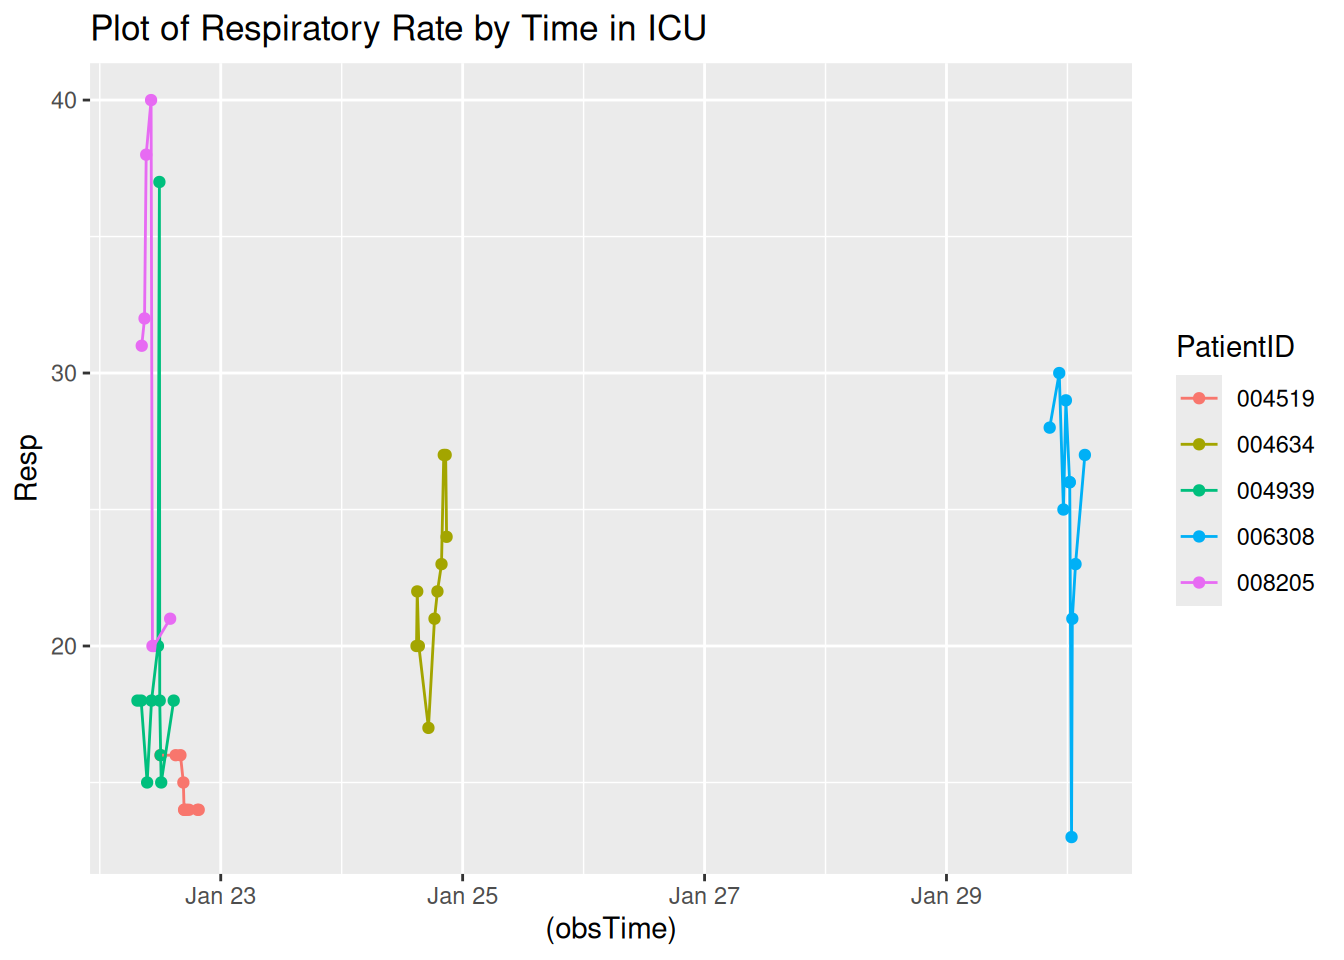 Plot of Respiratory Rate by Time in ICU
40
30
20
Resp
Jan 23
Jan 25
Jan 27
Jan 29
(obsTime)
PatientID
004519
004634
004939
006308
008205